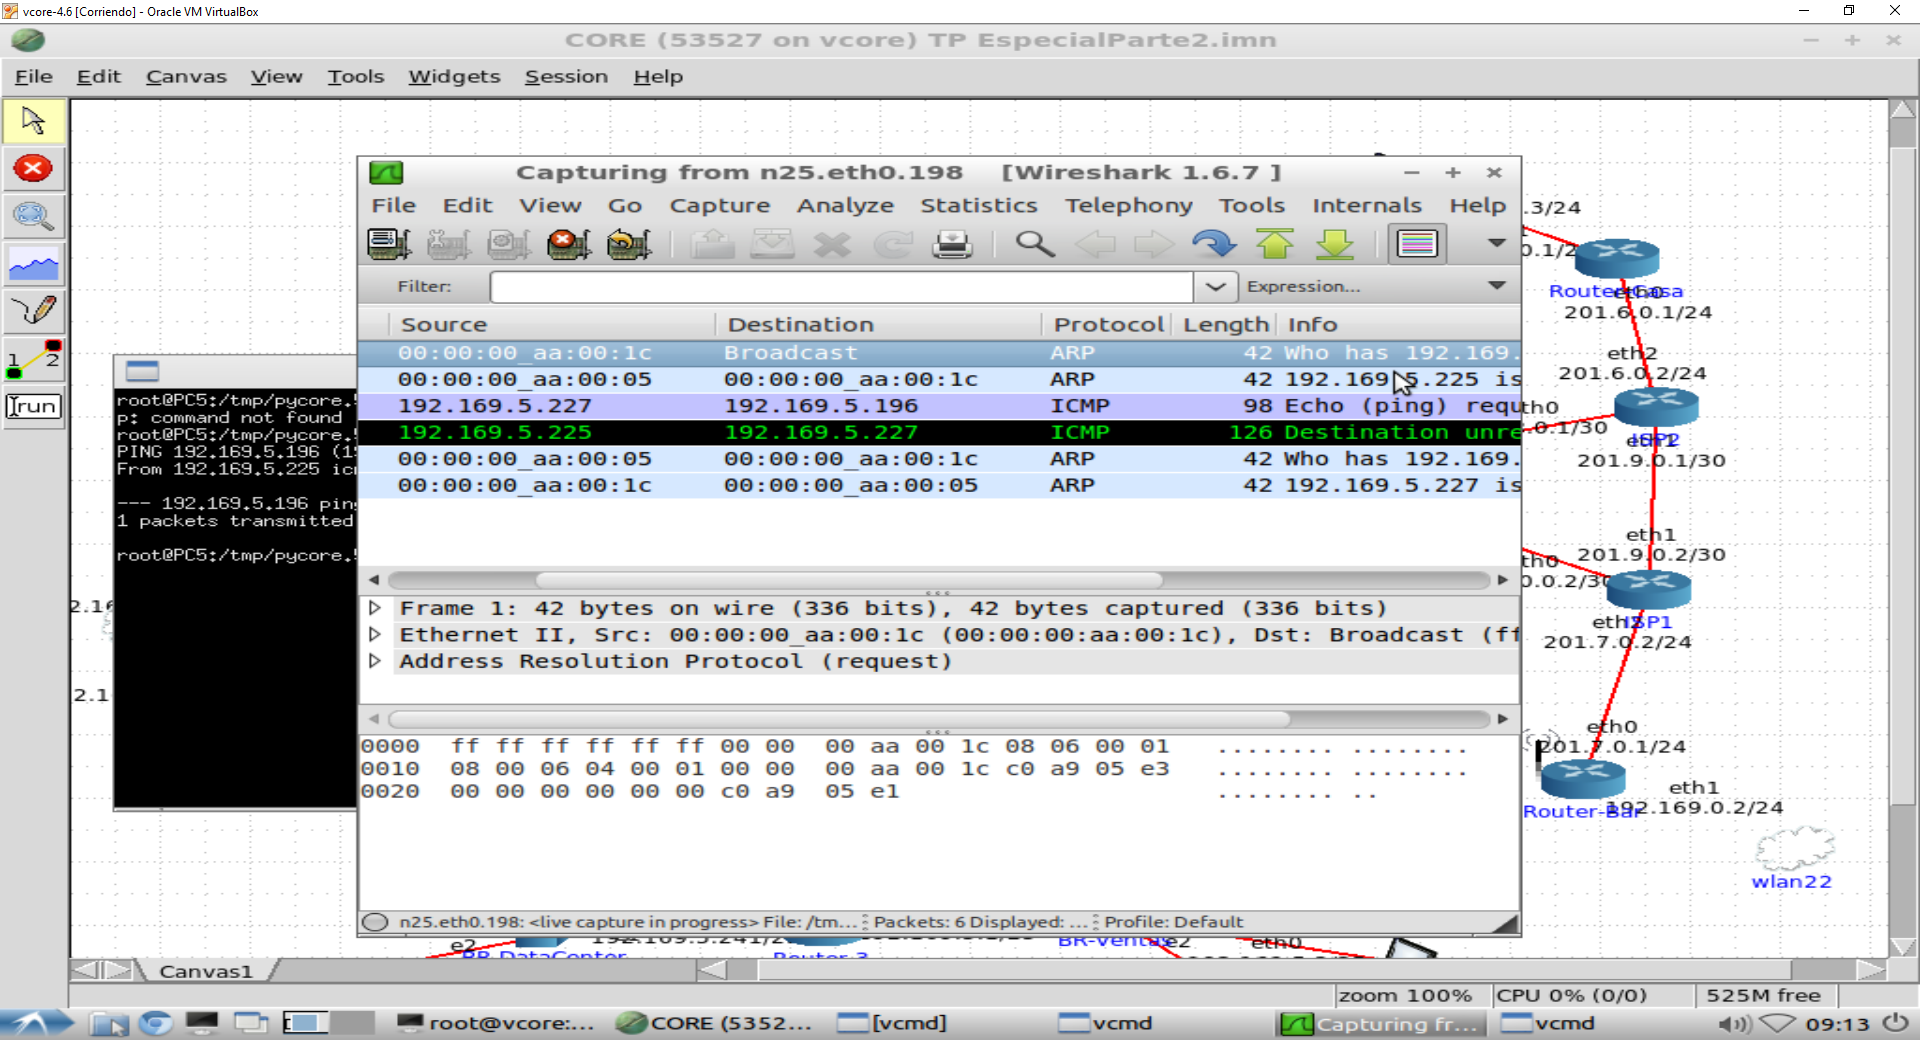 vcore-4.6 [Corriendo] - Oracle VM VirtualBox
CORE (53527 on vcore) TP EspecialParte2.imn
File Edit Canvas View Tools Widgets Session Help
Capturing from n25.eth0.198 [Wireshark 1.6.7 ]
File Edit View Go Capture Analyze Statistics Telephony Tools Internals Help
Filter: Expression...
Source Destination Protocol Length Info
00:00:00_aa:00:1c Broadcast ARP 42 Who has 192.169.
00:00:00_aa:00:05 00:00:00_aa:00:1c ARP 42 192.169.5.225 is
192.169.5.227 192.169.5.196 ICMP 98 Echo (ping) requ
192.169.5.225 192.169.5.227 ICMP 126 Destination unre
00:00:00_aa:00:05 00:00:00_aa:00:1c ARP 42 Who has 192.169.
00:00:00_aa:00:1c 00:00:00_aa:00:05 ARP 42 192.169.5.227 is
Frame 1: 42 bytes on wire (336 bits), 42 bytes captured (336 bits)
Ethernet II, Src: 00:00:00_aa:00:1c (00:00:00:aa:00:1c), Dst: Broadcast (ff
Address Resolution Protocol (request)
0000 ff ff ff ff ff ff 00 00 00 aa 00 1c 08 06 00 01 ........ ........
0010 08 00 06 04 00 01 00 00 00 aa 00 1c c0 a9 05 e3 ........ ........
0020 00 00 00 00 00 00 c0 a9 05 e1 ........ ..
n25.eth0.198: <live capture in progress> File: /tm... Packets: 6 Displayed: ... Profile: Default
1 2
run
root@PC5:/tmp/pycore.
p: command not found
root@PC5:/tmp/pycore.
PING 192.169.5.196 (1
From 192.169.5.225 ic
--- 192.169.5.196 pin
1 packets transmitted
root@PC5:/tmp/pycore.
2.1
.3/24
0.1/2
Router-Casa
eth0
201.6.0.1/24
eth2
201.6.0.2/24
th0
.0.1/30
ISP2
eth1
201.9.0.1/30
eth1
201.9.0.2/30
th0
0.0.2/30
ISP1
201.7.0.2/24
eth0
201.7.0.1/24
eth1
192.169.0.2/24
Router-Bar
wlan22
e2
BR-DataCenter
Router-3
BR-Ventas
e2
eth0
Canvas1
zoom 100% CPU 0% (0/0) 525M free
root@vcore:... CORE (5352... [vcmd] vcmd Capturing fr... vcmd 09:13